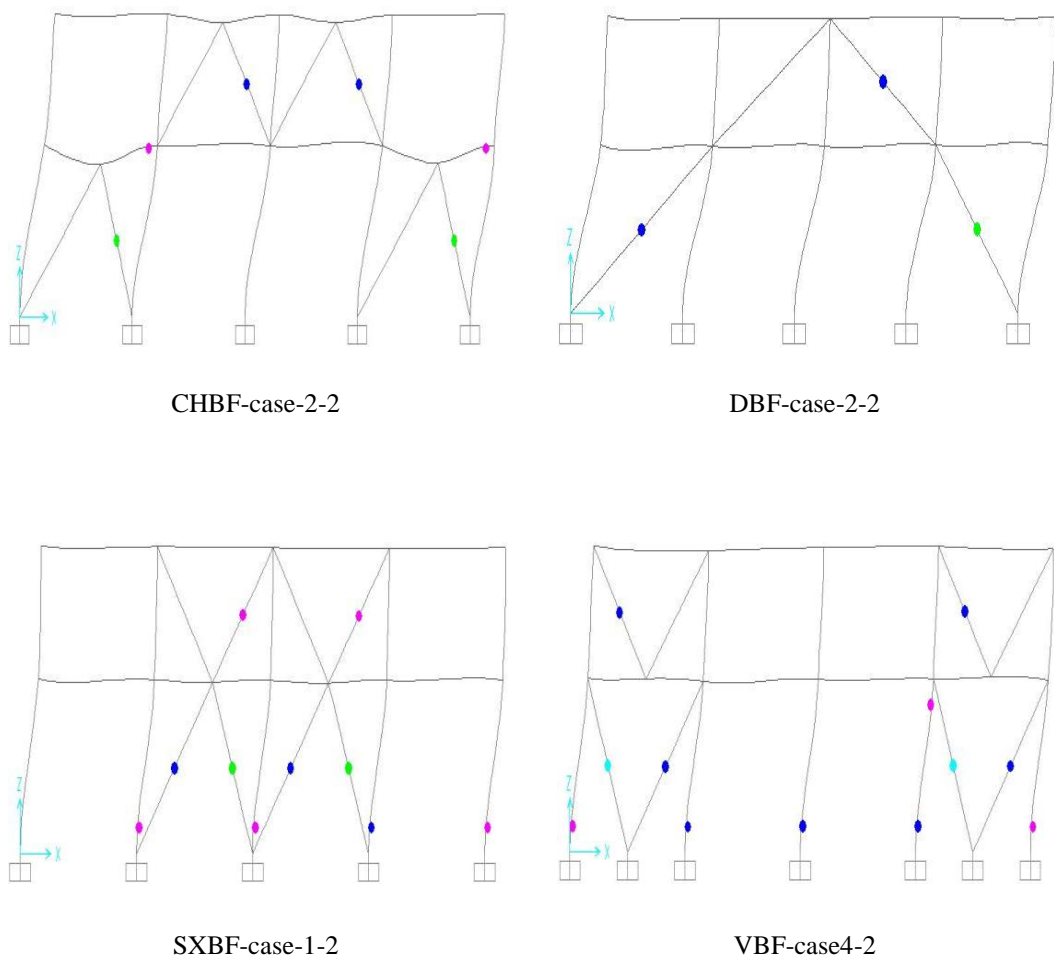 Z
X
CHBF-case-2-2
Z
X
DBF-case-2-2
Z
X
SXBF-case-1-2
Z
X
VBF-case4-2